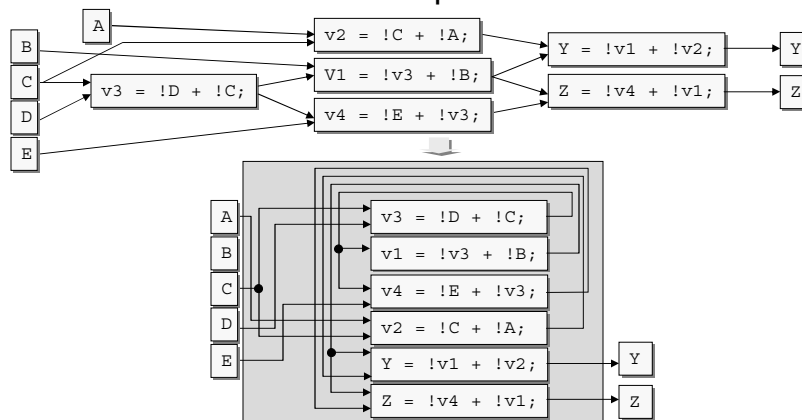 A
v2 = !C + !A;
B
Y = !v1 + !v2;
Y
V1 = !v3 + !B;
C
v3 = !D + !C;
Z = !v4 + !v1;
Z
D
v4 = !E + !v3;
E
A
v3 = !D + !C;
B
v1 = !v3 + !B;
C
v4 = !E + !v3;
D
v2 = !C + !A;
E
Y = !v1 + !v2;
Y
Z = !v4 + !v1;
Z